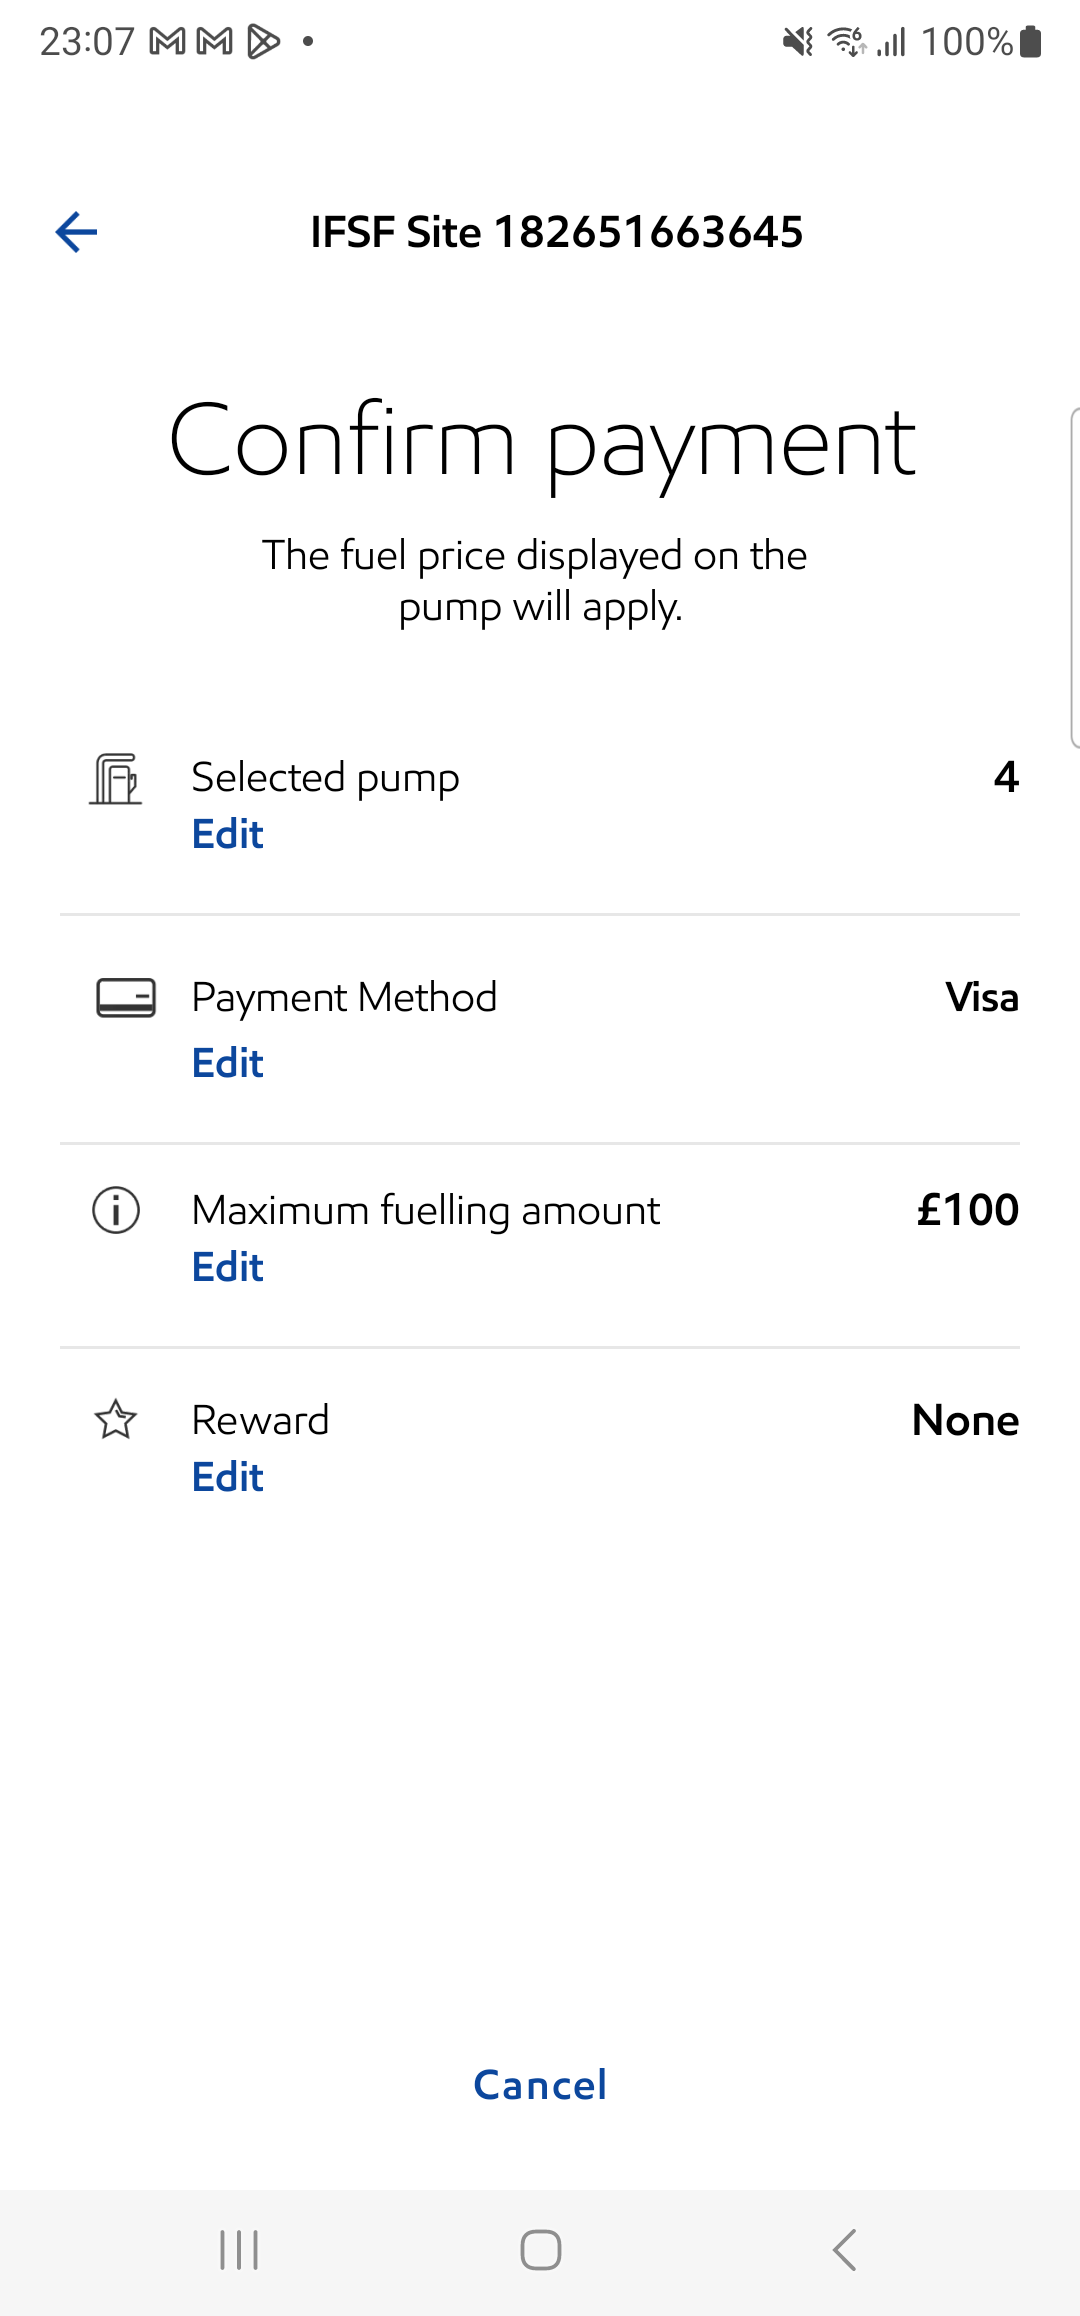 23:07
100%
IFSF Site 182651663645
Confirm payment
The fuel price displayed on the
pump will apply.
Selected pump 4
Edit
Payment Method Visa
Edit
Maximum fuelling amount £100
Edit
Reward None
Edit
Cancel